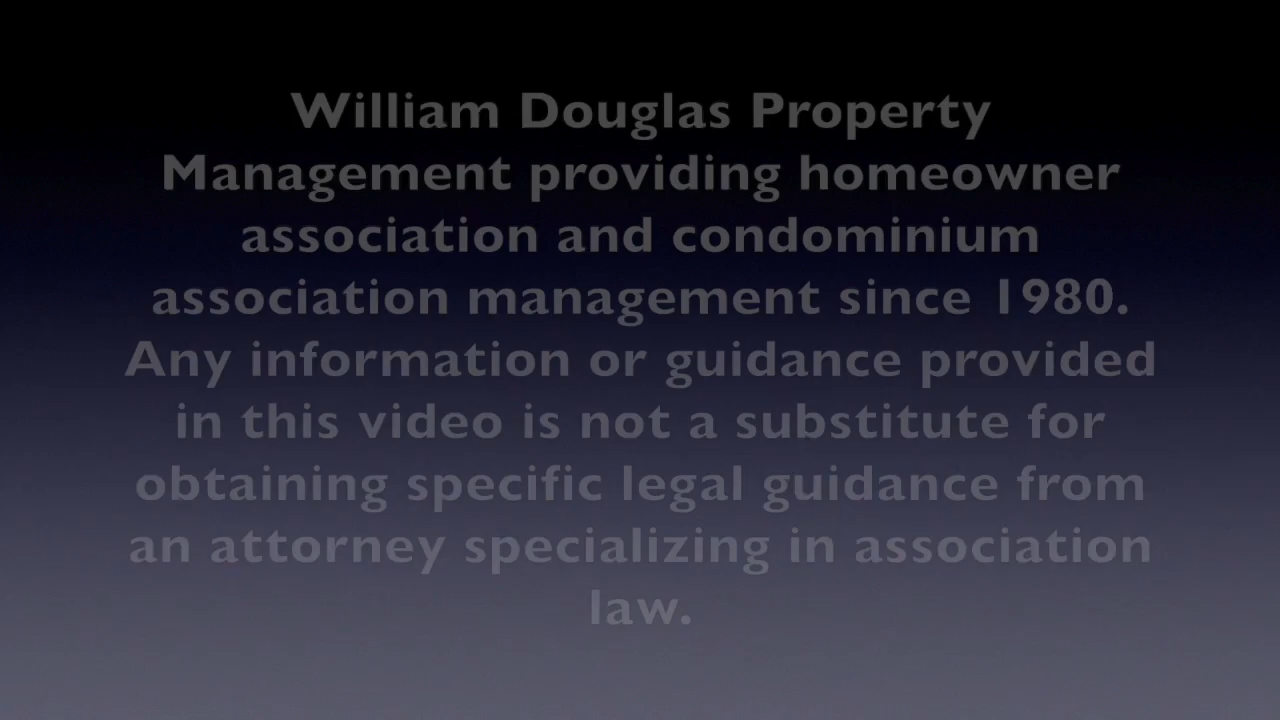 William Douglas Property
Management providing homeowner
association and condominium
association management since 1980.
Any information or guidance provided
in this video is not a substitute for
obtaining specific legal guidance from
an attorney specializing in association
law.